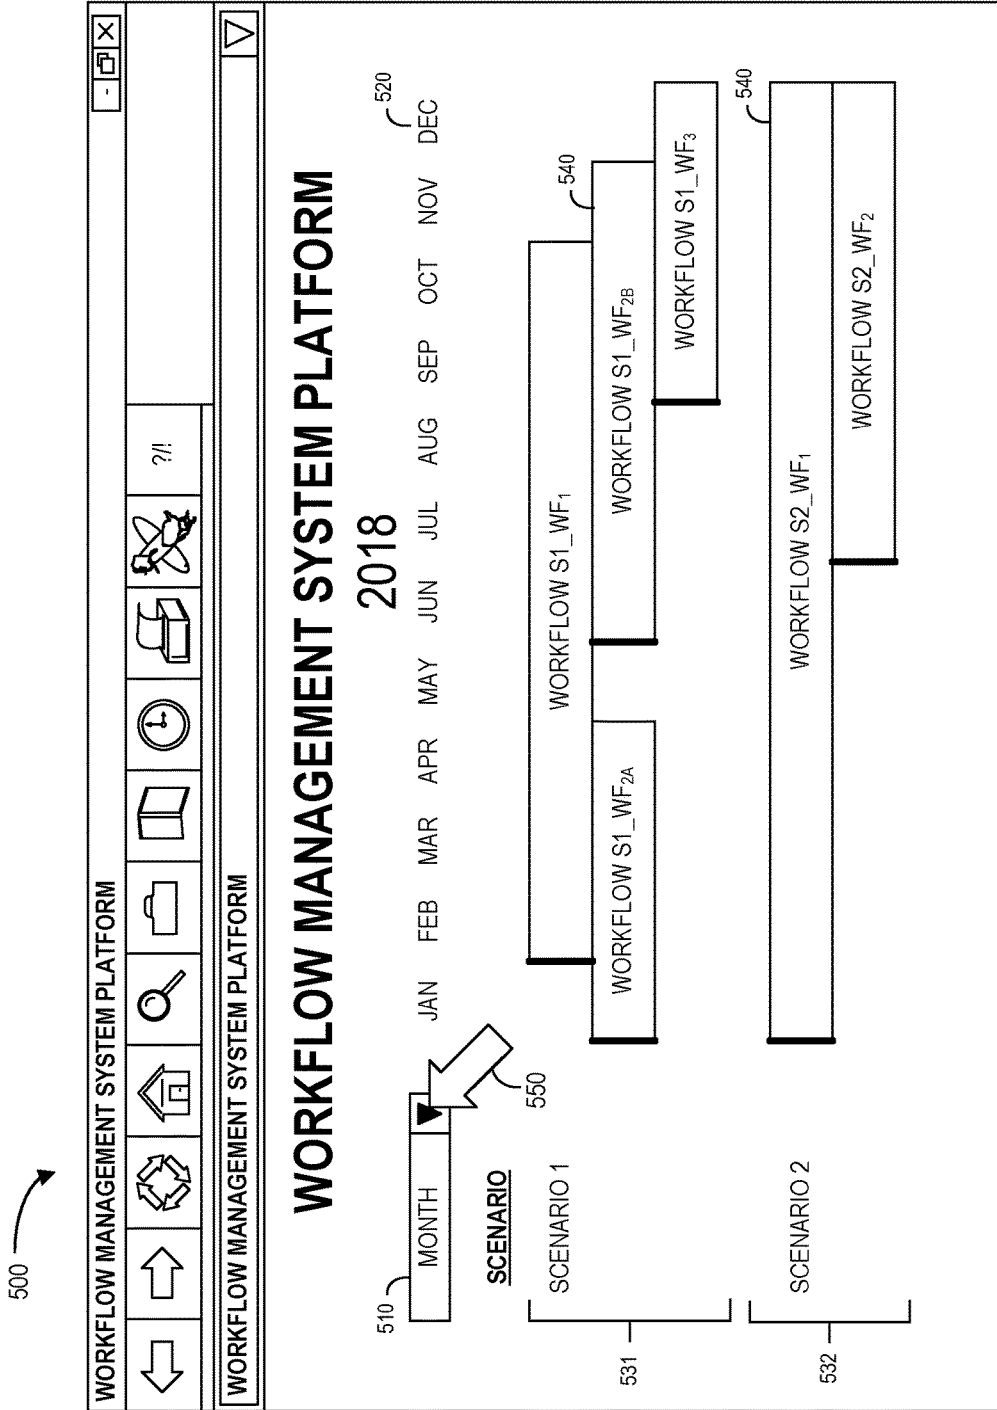 500
WORKFLOW MANAGEMENT SYSTEM PLATFORM
- X
?/!
WORKFLOW MANAGEMENT SYSTEM PLATFORM
WORKFLOW MANAGEMENT SYSTEM PLATFORM
2018
510
MONTH
JAN FEB MAR APR MAY JUN JUL AUG SEP OCT NOV DEC
520
550
SCENARIO
531
SCENARIO 1
WORKFLOW S1_WF₁
540
WORKFLOW S1_WF₂A
WORKFLOW S1_WF₂B
WORKFLOW S1_WF₃
532
SCENARIO 2
540
WORKFLOW S2_WF₁
WORKFLOW S2_WF₂